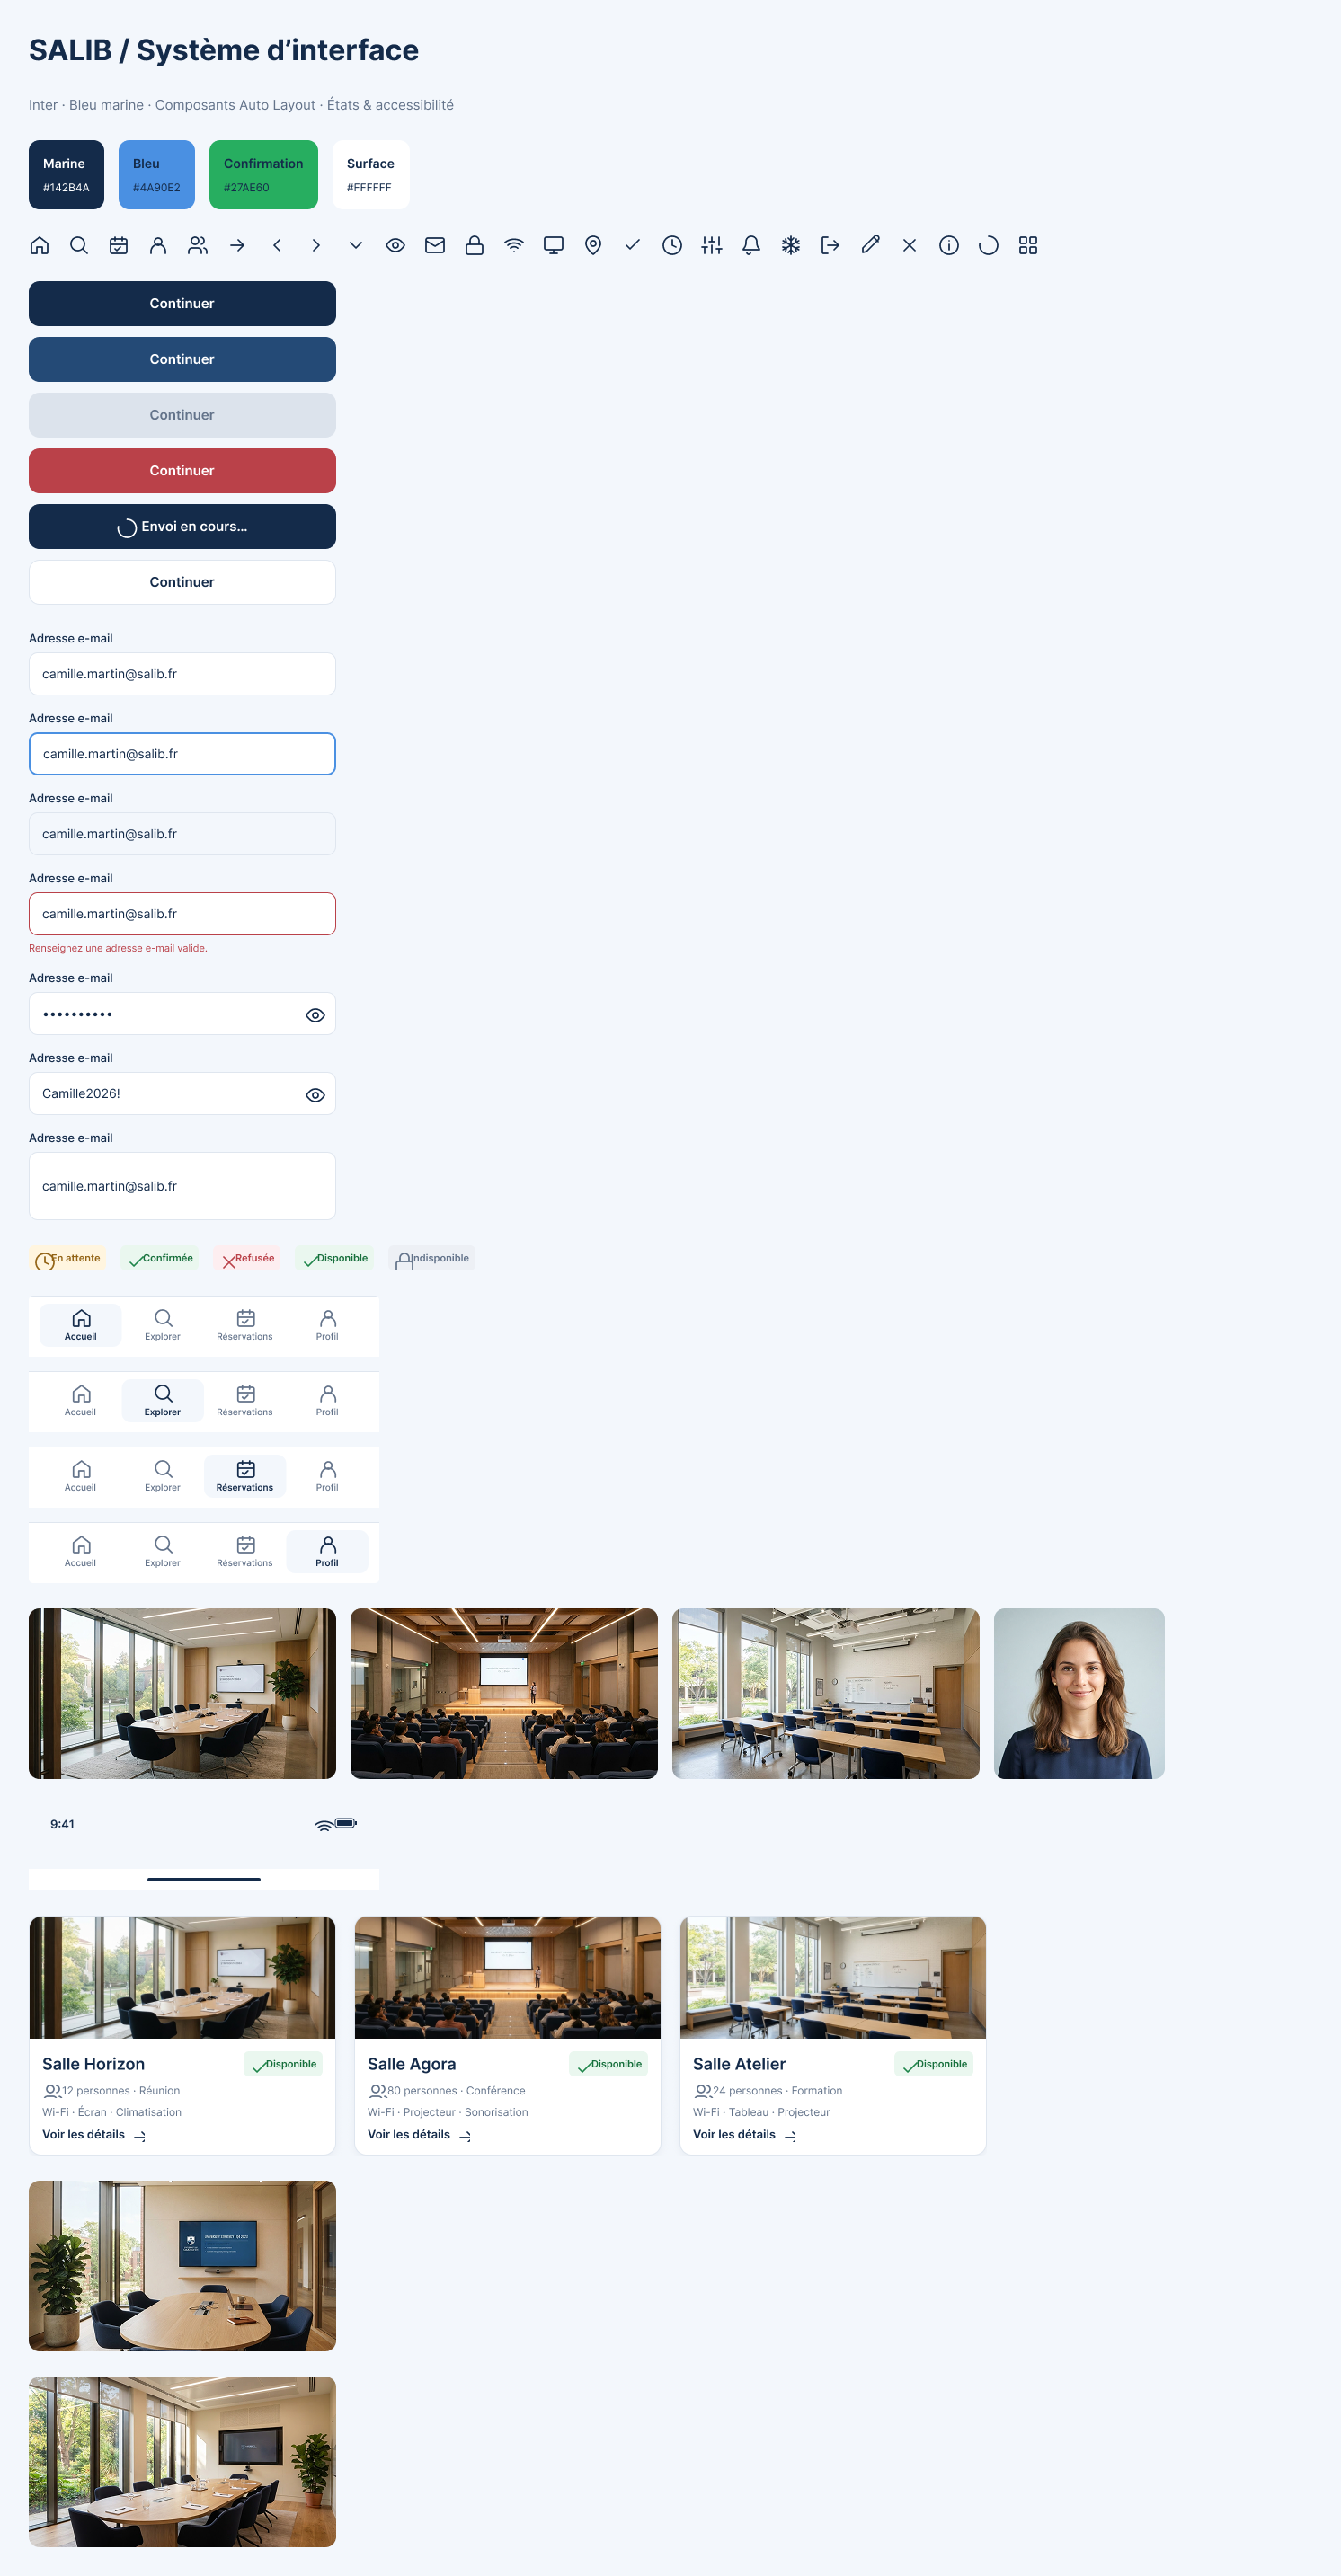 SALIB / Système d’interface
Inter · Bleu marine · Composants Auto Layout · États & accessibilité
Marine
#142B4A
Bleu
#4A90E2
Confirmation
#27AE60
Surface
#FFFFFF
Continuer
Continuer
Continuer
Continuer
Envoi en cours…
Continuer
Adresse e-mail
camille.martin@salib.fr
Adresse e-mail
camille.martin@salib.fr
Adresse e-mail
camille.martin@salib.fr
Adresse e-mail
camille.martin@salib.fr
Renseignez une adresse e-mail valide.
Adresse e-mail
••••••••••
Adresse e-mail
Camille2026!
Adresse e-mail
camille.martin@salib.fr
En attente
Confirmée
Refusée
Disponible
Indisponible
Accueil Explorer Réservations Profil
Accueil Explorer Réservations Profil
Accueil Explorer Réservations Profil
Accueil Explorer Réservations Profil
9:41
Salle Horizon
Disponible
12 personnes · Réunion
Wi-Fi · Écran · Climatisation
Voir les détails
Salle Agora
Disponible
80 personnes · Conférence
Wi-Fi · Projecteur · Sonorisation
Voir les détails
Salle Atelier
Disponible
24 personnes · Formation
Wi-Fi · Tableau · Projecteur
Voir les détails